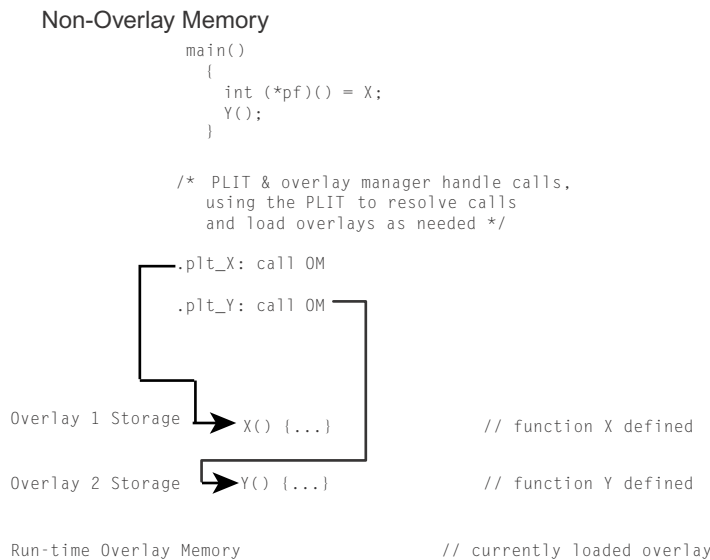 Non-Overlay Memory
main()
{
int (*pf)() = X;
Y();
}
/* PLIT & overlay manager handle calls,
using the PLIT to resolve calls
and load overlays as needed */
.plt_X: call OM
.plt_Y: call OM
Overlay 1 Storage X() {...} // function X defined
Overlay 2 Storage Y() {...} // function Y defined
Run-time Overlay Memory // currently loaded overlay